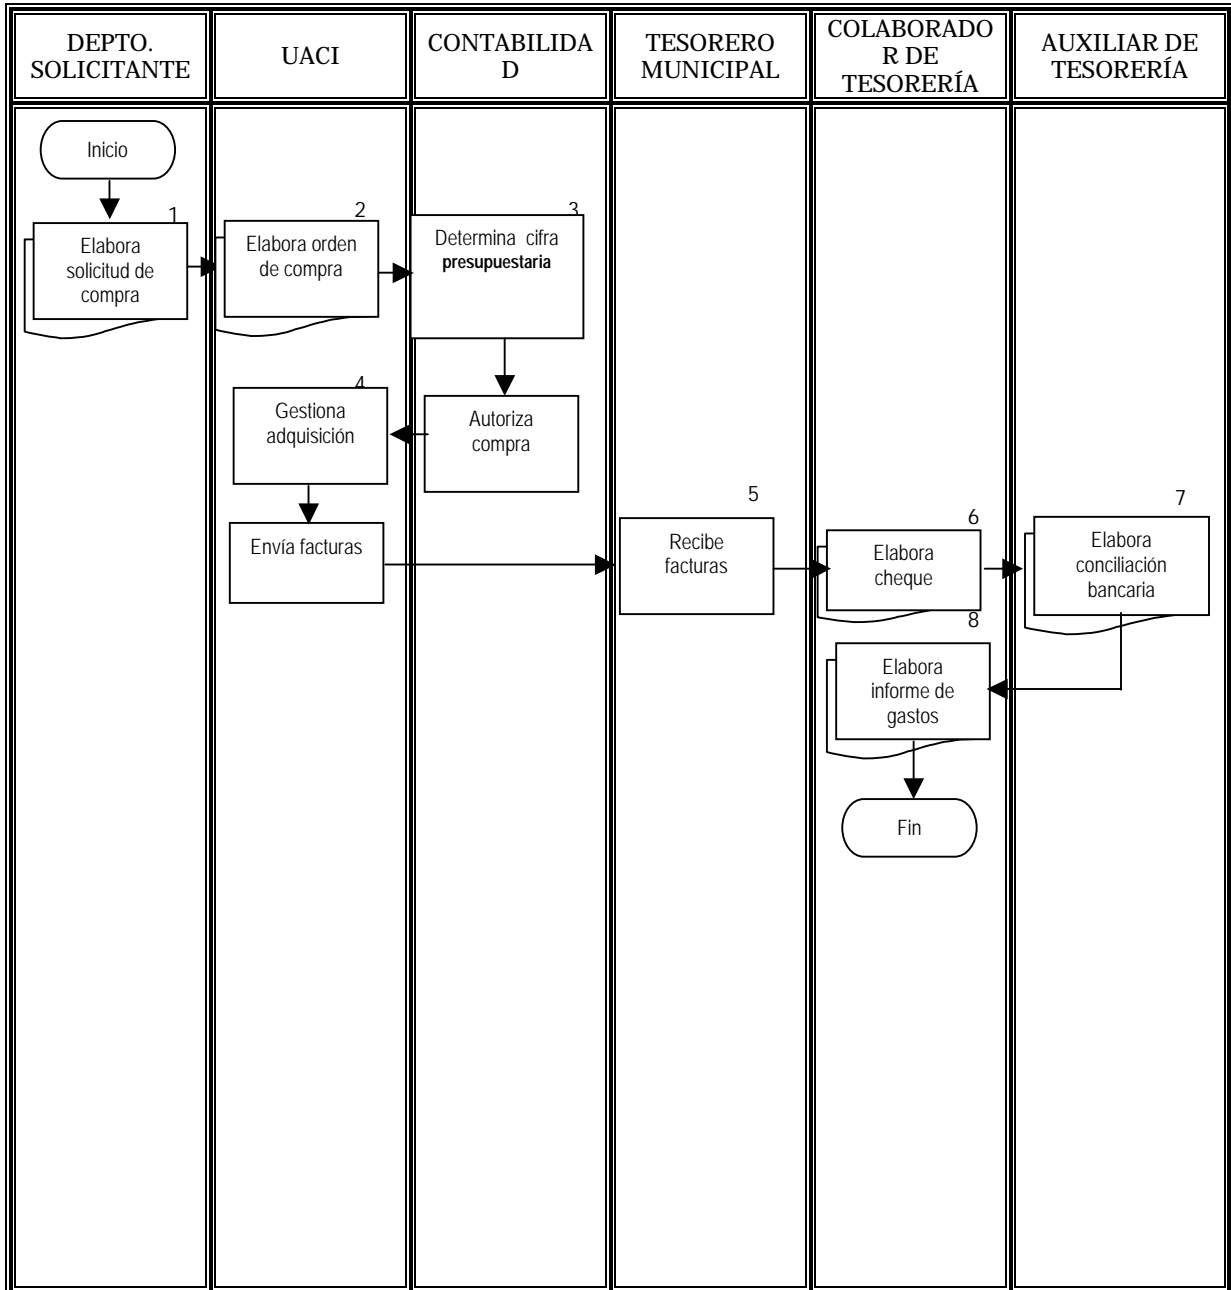 DEPTO.
SOLICITANTE
UACI
CONTABILIDA
D
TESORERO
MUNICIPAL
COLABORADO
R DE
TESORERÍA
AUXILIAR DE
TESORERÍA
Inicio
1
Elabora
solicitud de
compra
2
Elabora orden
de compra
3
Determina cifra
presupuestaria
4
Gestiona
adquisición
Autoriza
compra
Envía facturas
5
Recibe
facturas
6
Elabora
cheque
7
Elabora
conciliación
bancaria
8
Elabora
informe de
gastos
Fin